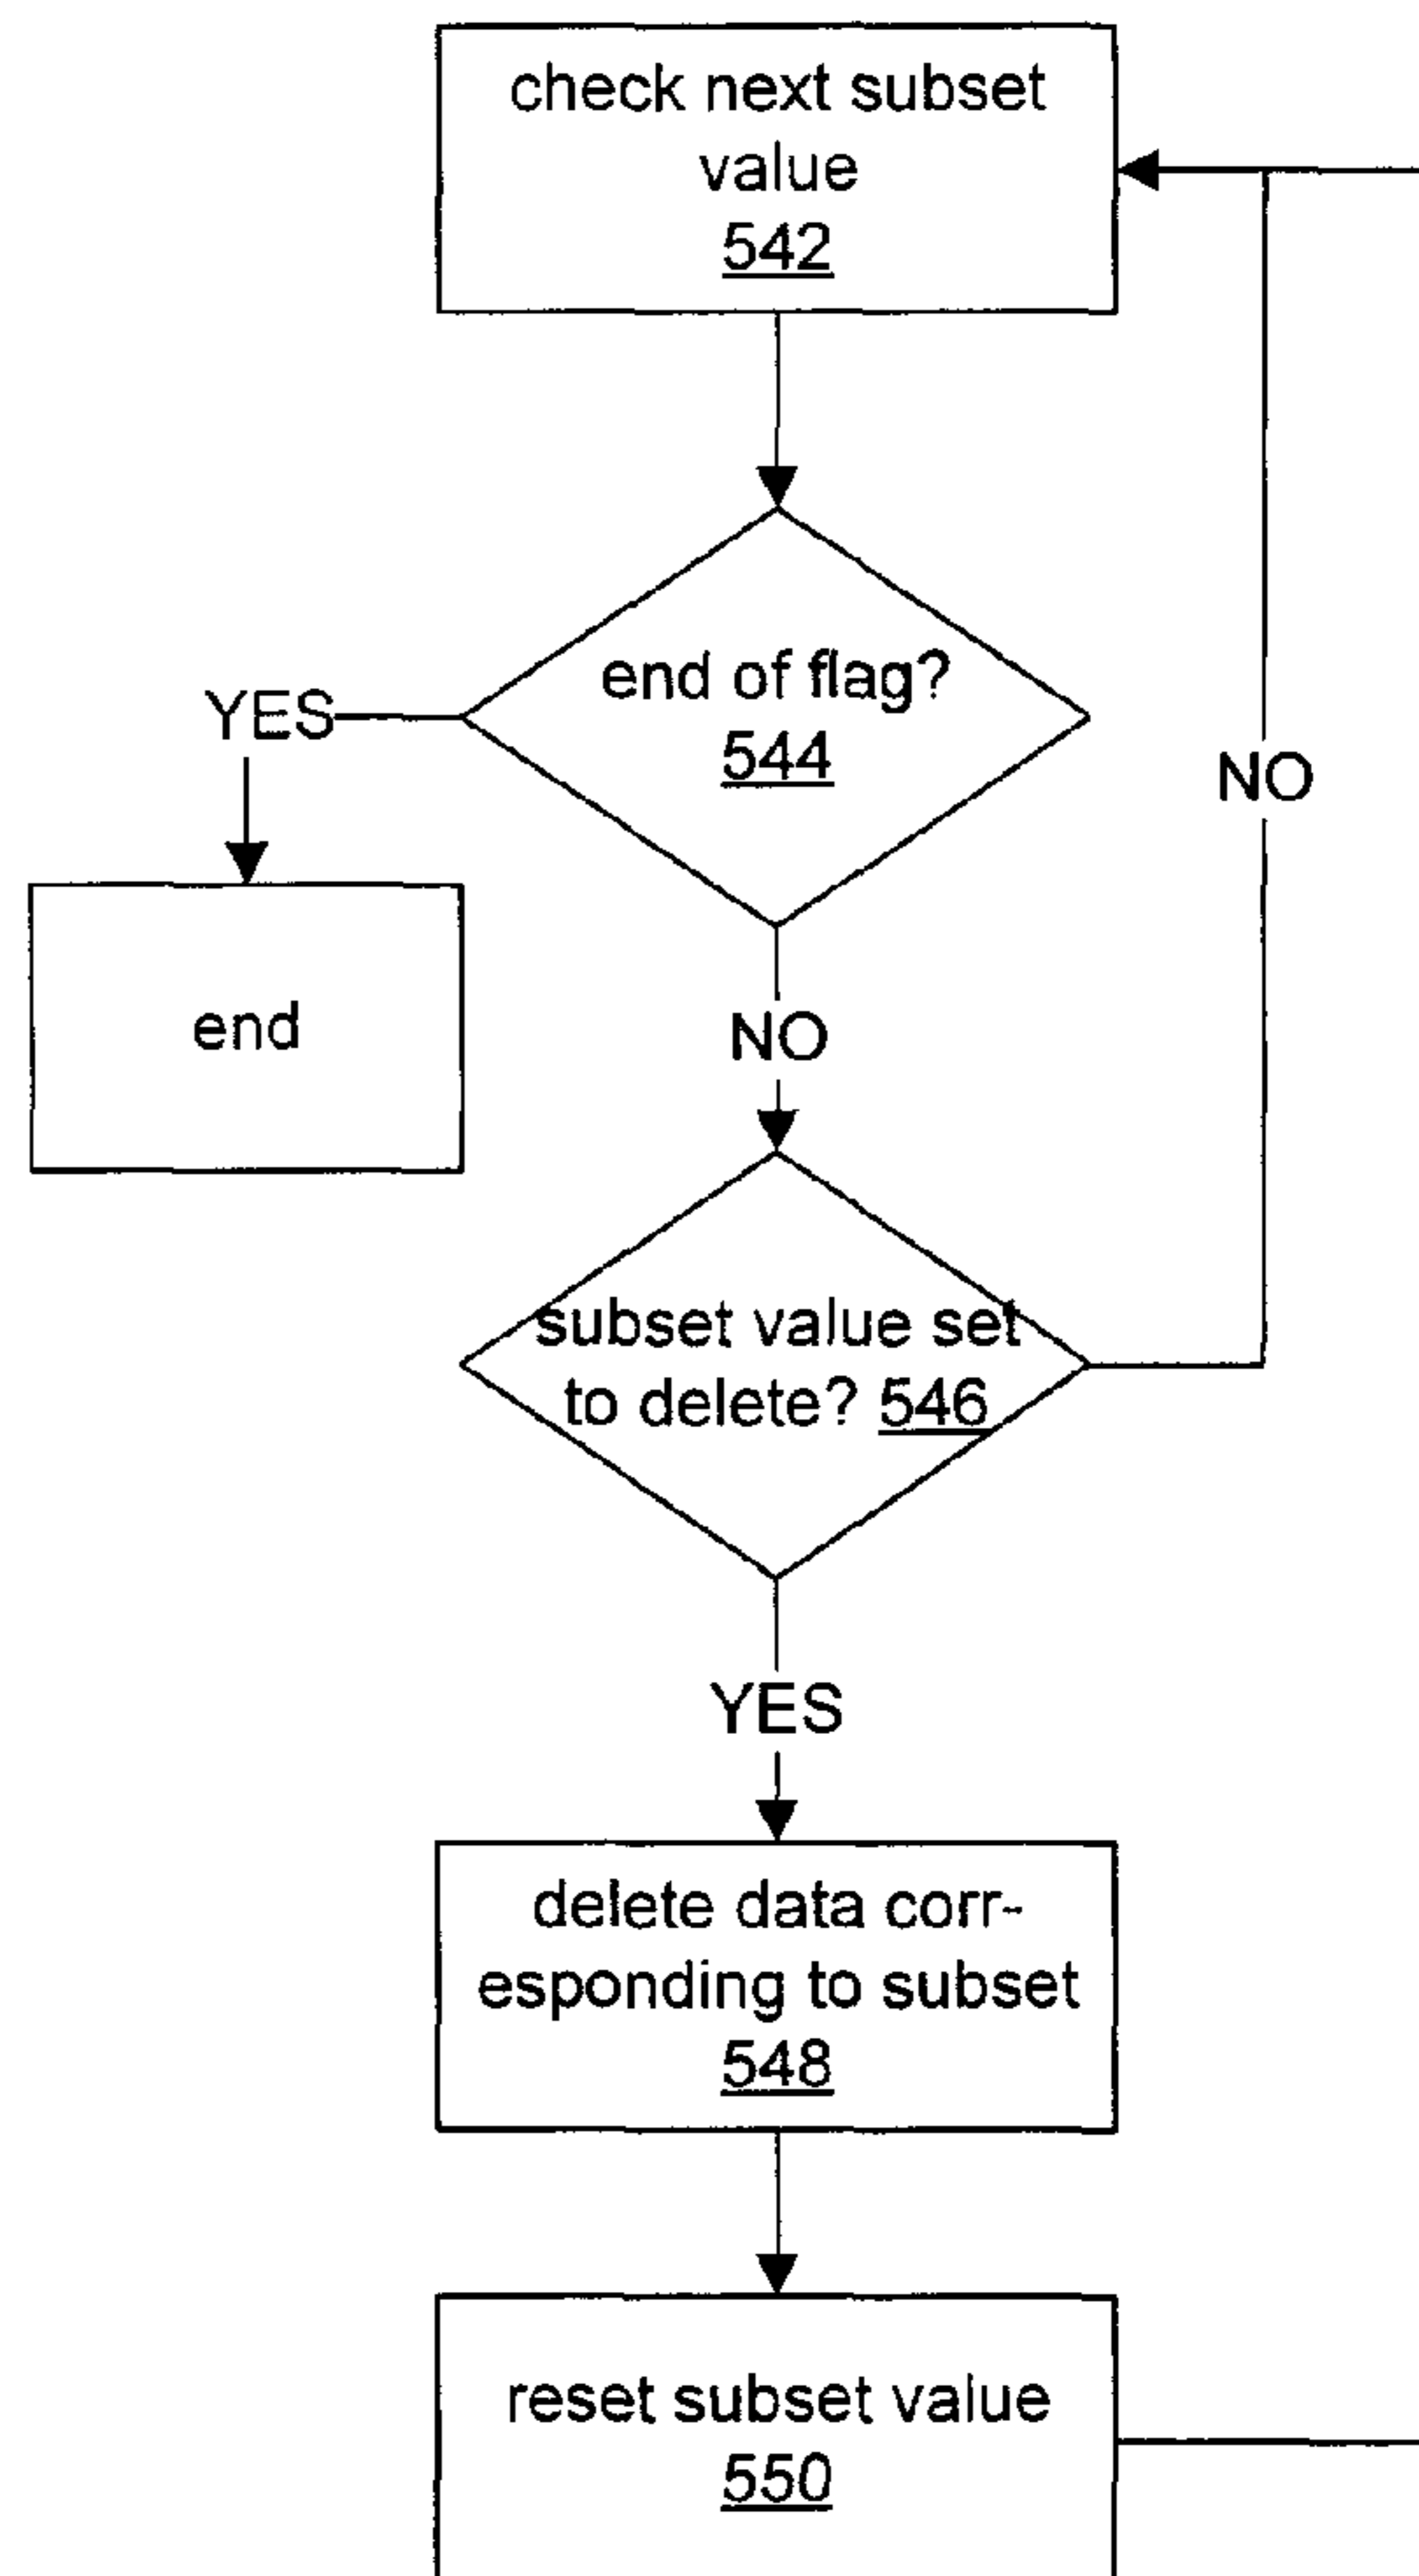 check next subset
value
542
end of flag?
544
YES
end
NO
NO
subset value set
to delete? 546
YES
delete data corr-
esponding to subset
548
reset subset value
550